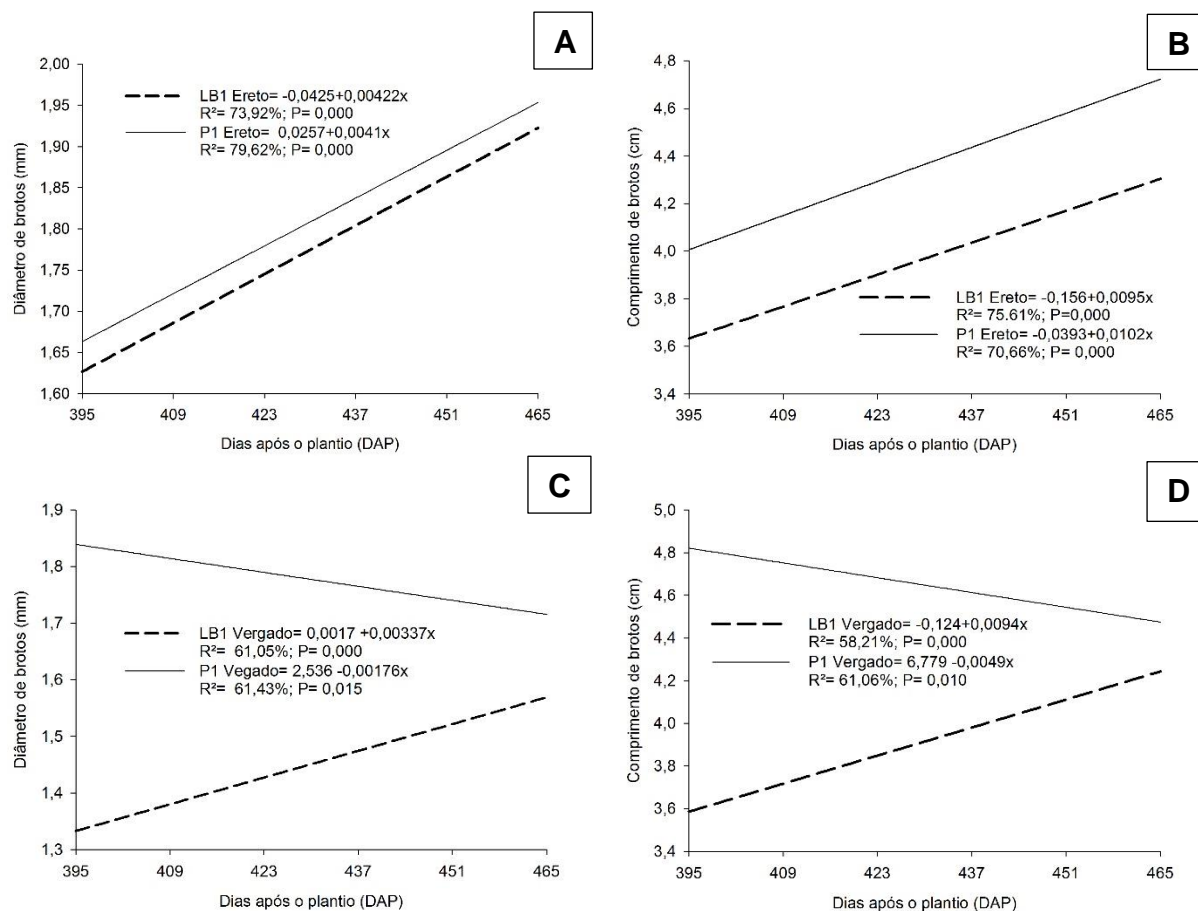 A
2,00
1,95
1,90
1,85
1,80
1,75
1,70
1,65
1,60
Diâmetro de brotos (mm)
LB1 Ereto= -0,0425+0,00422x
R²= 73,92%; P= 0,000
P1 Ereto= 0,0257+0,0041x
R²= 79,62%; P= 0,000
395 409 423 437 451 465
Dias após o plantio (DAP)
B
4,8
4,6
4,4
4,2
4,0
3,8
3,6
3,4
Comprimento de brotos (cm)
LB1 Ereto= -0,156+0,0095x
R²= 75.61%; P=0,000
P1 Ereto= -0,0393+0,0102x
R²= 70,66%; P= 0,000
395 409 423 437 451 465
Dias após o plantio (DAP)
C
1,9
1,8
1,7
1,6
1,5
1,4
1,3
Diâmetro de brotos (mm)
LB1 Vergado= 0,0017 +0,00337x
R²= 61,05%; P= 0,000
P1 Vegado= 2,536 -0,00176x
R²= 61,43%; P= 0,015
395 409 423 437 451 465
Dias após o plantio (DAP)
D
5,0
4,8
4,6
4,4
4,2
4,0
3,8
3,6
3,4
Comprimento de brotos (cm)
LB1 Vergado= -0,124+0,0094x
R²= 58,21%; P= 0,000
P1 Vergado= 6,779 -0,0049x
R²= 61,06%; P= 0,010
395 409 423 437 451 465
Dias após o plantio (DAP)